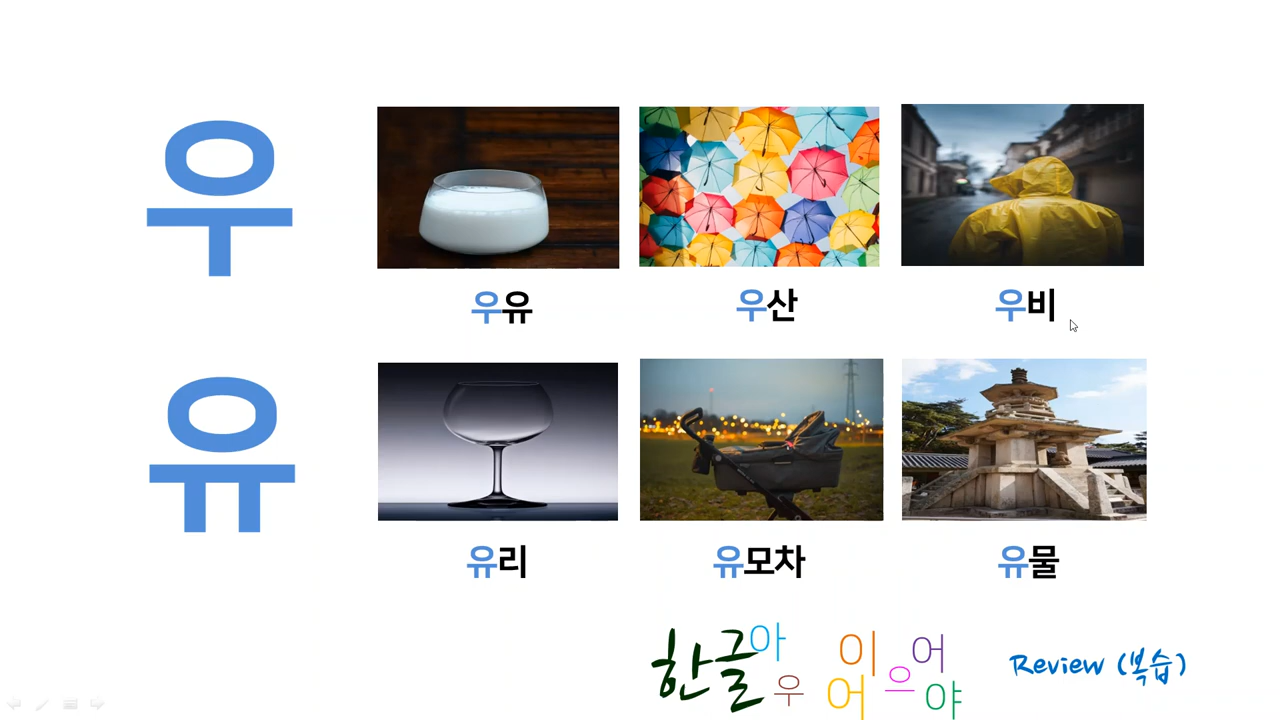 우
우유 우산 우비
유
유리 유모차 유물
한글 아 우 이 어 어 으 야 Review (복습)